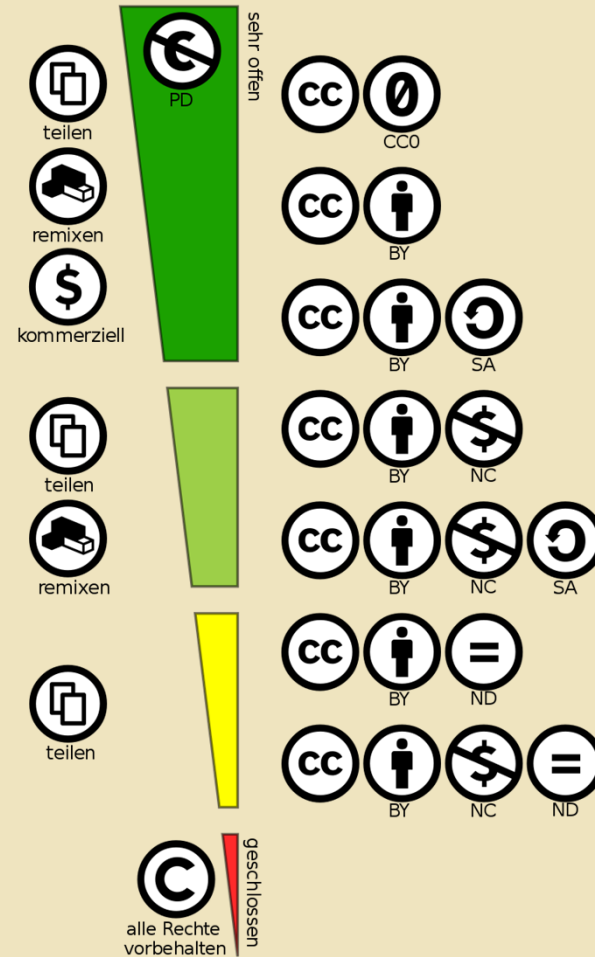 sehr offen
PD
teilen
remixen
kommerziell
cc
CC0
cc
BY
cc
BY SA
teilen
remixen
cc
BY NC
cc
BY NC SA
teilen
cc
BY ND
cc
BY NC ND
geschlossen
alle Rechte
vorbehalten